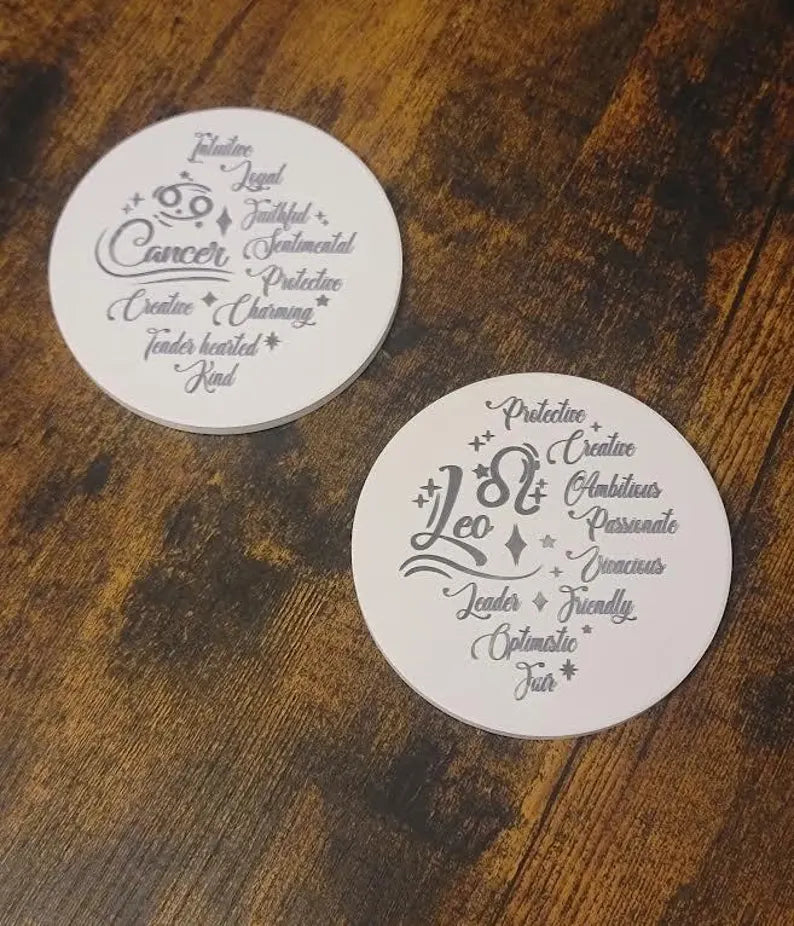 Intuitive
Loyal
Faithful
Cancer
Sentimental
Protective
Creative Charming
Tender hearted
Kind
Protective
Creative
Ambitious
Leo
Passionate
Vivacious
Leader Friendly
Optimistic
Fair